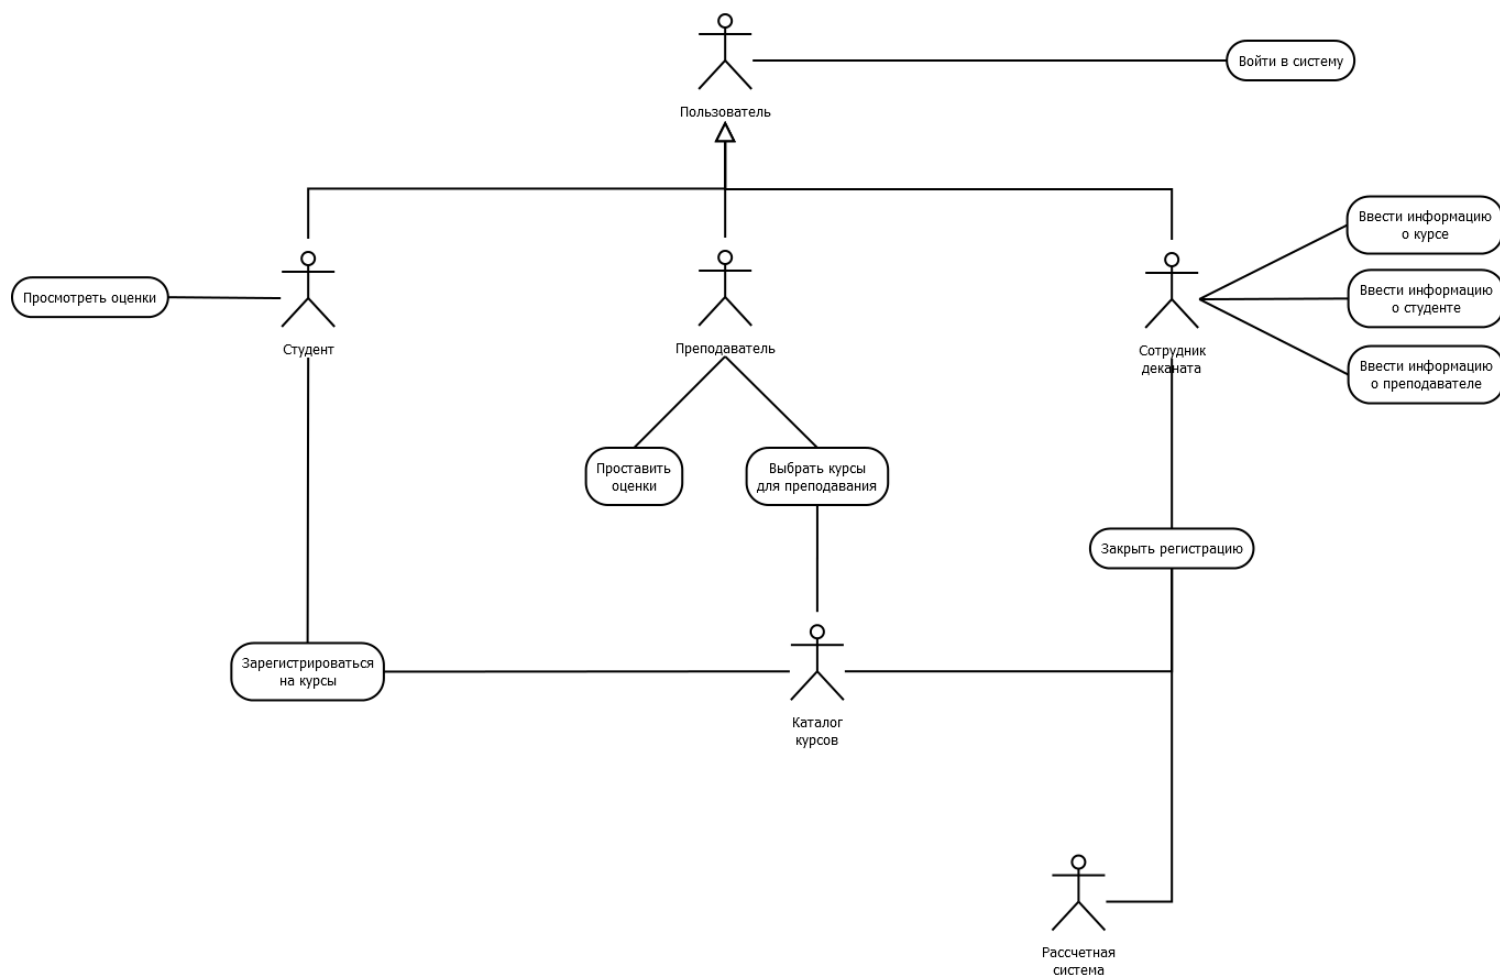 Пользователь
Войти в систему
Просмотреть оценки
Студент
Преподаватель
Сотрудник
деканата
Ввести информацию
о курсе
Ввести информацию
о студенте
Ввести информацию
о преподавателе
Проставить
оценки
Выбрать курсы
для преподавания
Закрыть регистрацию
Зарегистрироваться
на курсы
Каталог
курсов
Рассчетная
система